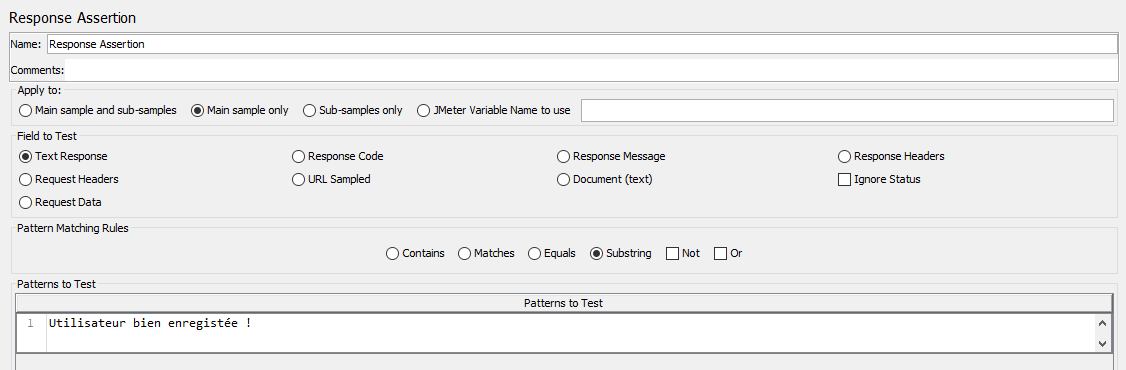 Response Assertion
Name: Response Assertion
Comments:
Apply to:
Main sample and sub-samples Main sample only Sub-samples only JMeter Variable Name to use
Field to Test
Text Response Response Code Response Message Response Headers
Request Headers URL Sampled Document (text) Ignore Status
Request Data
Pattern Matching Rules
Contains Matches Equals Substring Not Or
Patterns to Test
Patterns to Test
1 Utilisateur bien enregistée !